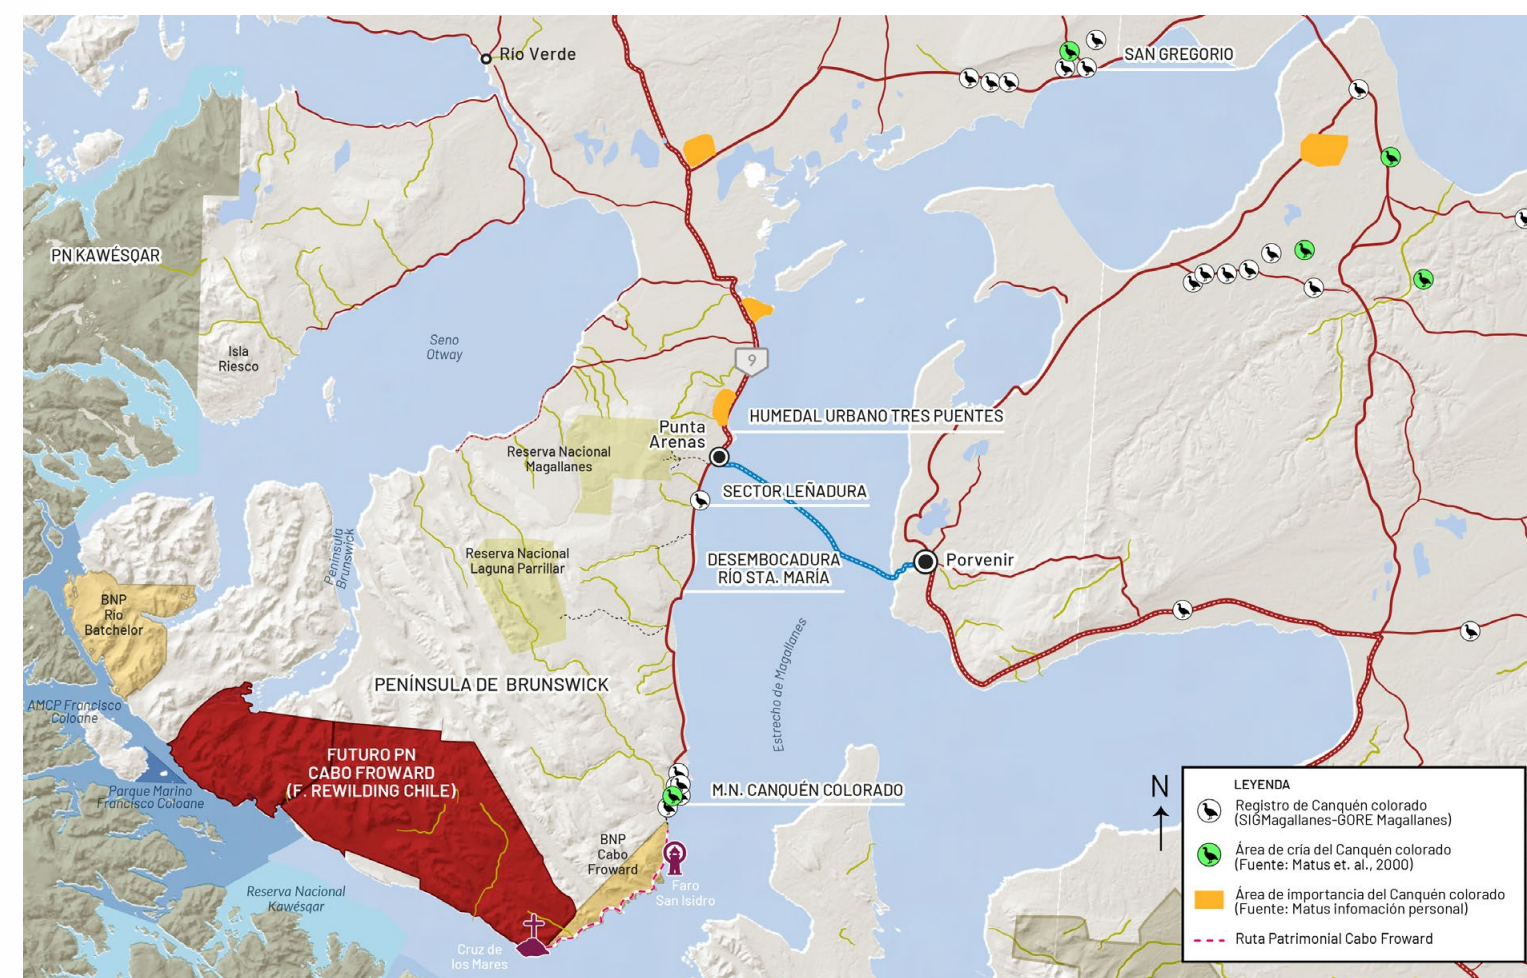 Río Verde
SAN GREGORIO
PN KAWÉSQAR
Isla
Riesco
Seno
Otway
9
HUMEDAL URBANO TRES PUENTES
Punta
Arenas
Reserva Nacional
Magallanes
SECTOR LEÑADURA
Península
Brunswick
Reserva Nacional
Laguna Parrillar
DESEMBOCADURA
RÍO STA. MARÍA
Porvenir
BNP
Rio
Batchelor
Estrecho de Magallanes
PENÍNSULA DE BRUNSWICK
AMCP Francisco
Coloane
FUTURO PN
CABO FROWARD
(F. REWILDING CHILE)
Parque Marino
Francisco Coloane
M.N. CANQUÉN COLORADO
BNP
Cabo
Froward
Faro
San Isidro
Reserva Nacional
Kawésqar
Cruz de
los Mares
N
LEYENDA
Registro de Canquén colorado
(SIGMagallanes-GORE Magallanes)
Área de cría del Canquén colorado
(Fuente: Matus et. al., 2000)
Área de importancia del Canquén colorado
(Fuente: Matus infomación personal)
Ruta Patrimonial Cabo Froward